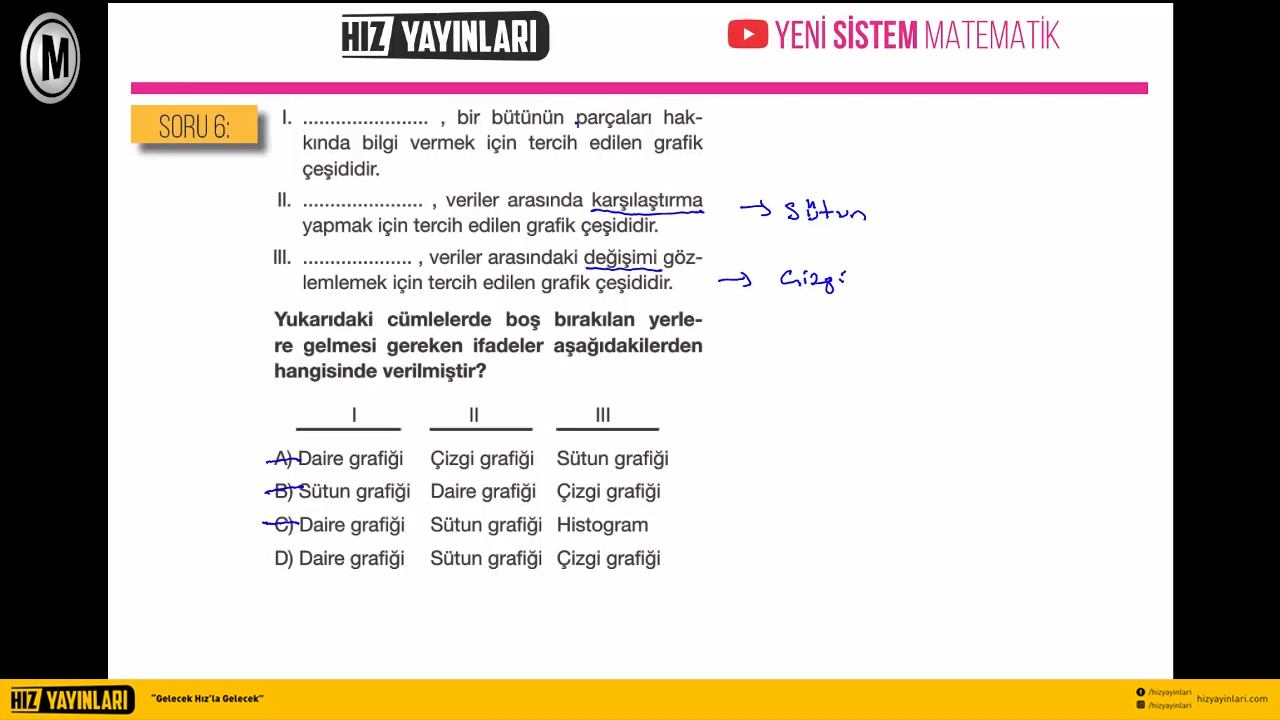 M
HIZ YAYINLARI
YENİ SİSTEM MATEMATİK
SORU 6:
I. ....................... , bir bütünün parçaları hak-
kında bilgi vermek için tercih edilen grafik
çeşididir.
II. ...................... , veriler arasında karşılaştırma
yapmak için tercih edilen grafik çeşididir.
→ sütun
III. .................... , veriler arasındaki değişimi göz-
lemlemek için tercih edilen grafik çeşididir.
→ Çizgi
Yukarıdaki cümlelerde boş bırakılan yerle-
re gelmesi gereken ifadeler aşağıdakilerden
hangisinde verilmiştir?
I II III
A) Daire grafiği Çizgi grafiği Sütun grafiği
B) Sütun grafiği Daire grafiği Çizgi grafiği
C) Daire grafiği Sütun grafiği Histogram
D) Daire grafiği Sütun grafiği Çizgi grafiği
HIZ YAYINLARI "Gelecek Hız'la Gelecek"
/hizyayinlari
/hizyayinlari
hizyayinlari.com